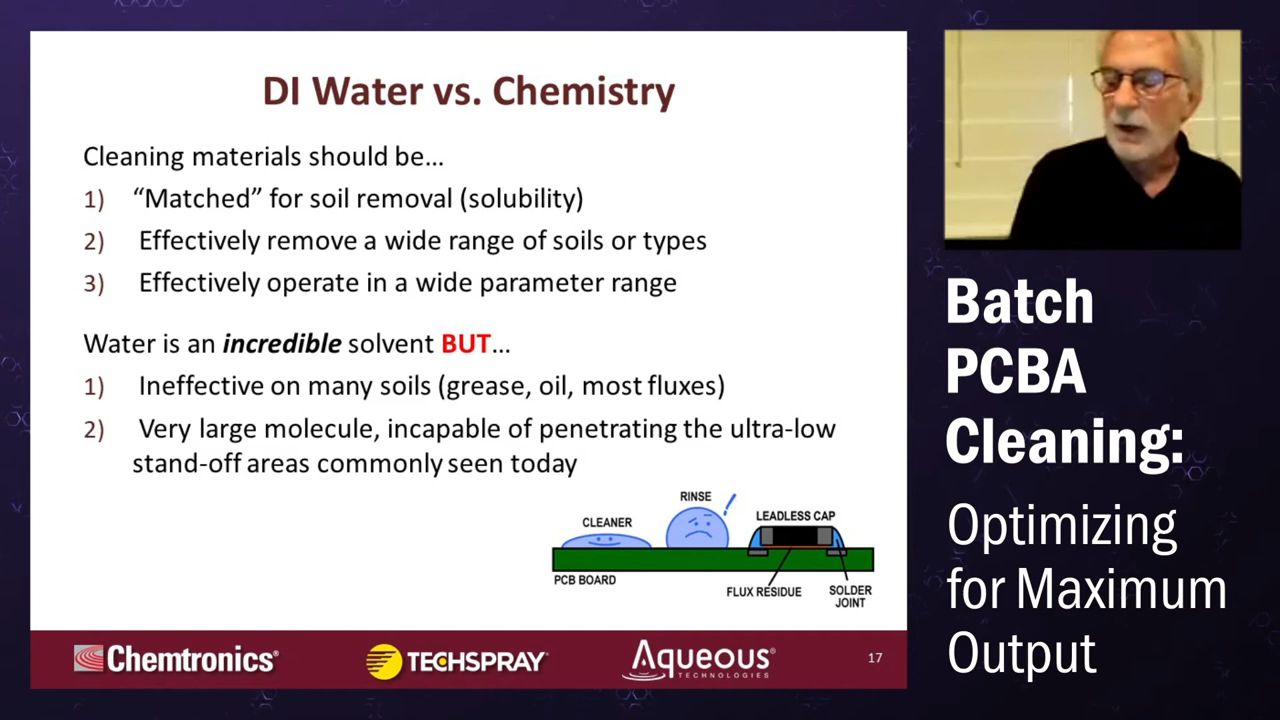 DI Water vs. Chemistry
Cleaning materials should be…
1) “Matched” for soil removal (solubility)
2) Effectively remove a wide range of soils or types
3) Effectively operate in a wide parameter range
Water is an incredible solvent BUT…
1) Ineffective on many soils (grease, oil, most fluxes)
2) Very large molecule, incapable of penetrating the ultra-low
stand-off areas commonly seen today
CLEANER
RINSE
!
LEADLESS CAP
PCB BOARD
FLUX RESIDUE
SOLDER
JOINT
Chemtronics®
TECHSPRAY®
Aqueous®
TECHNOLOGIES
17
Batch
PCBA
Cleaning:
Optimizing
for Maximum
Output